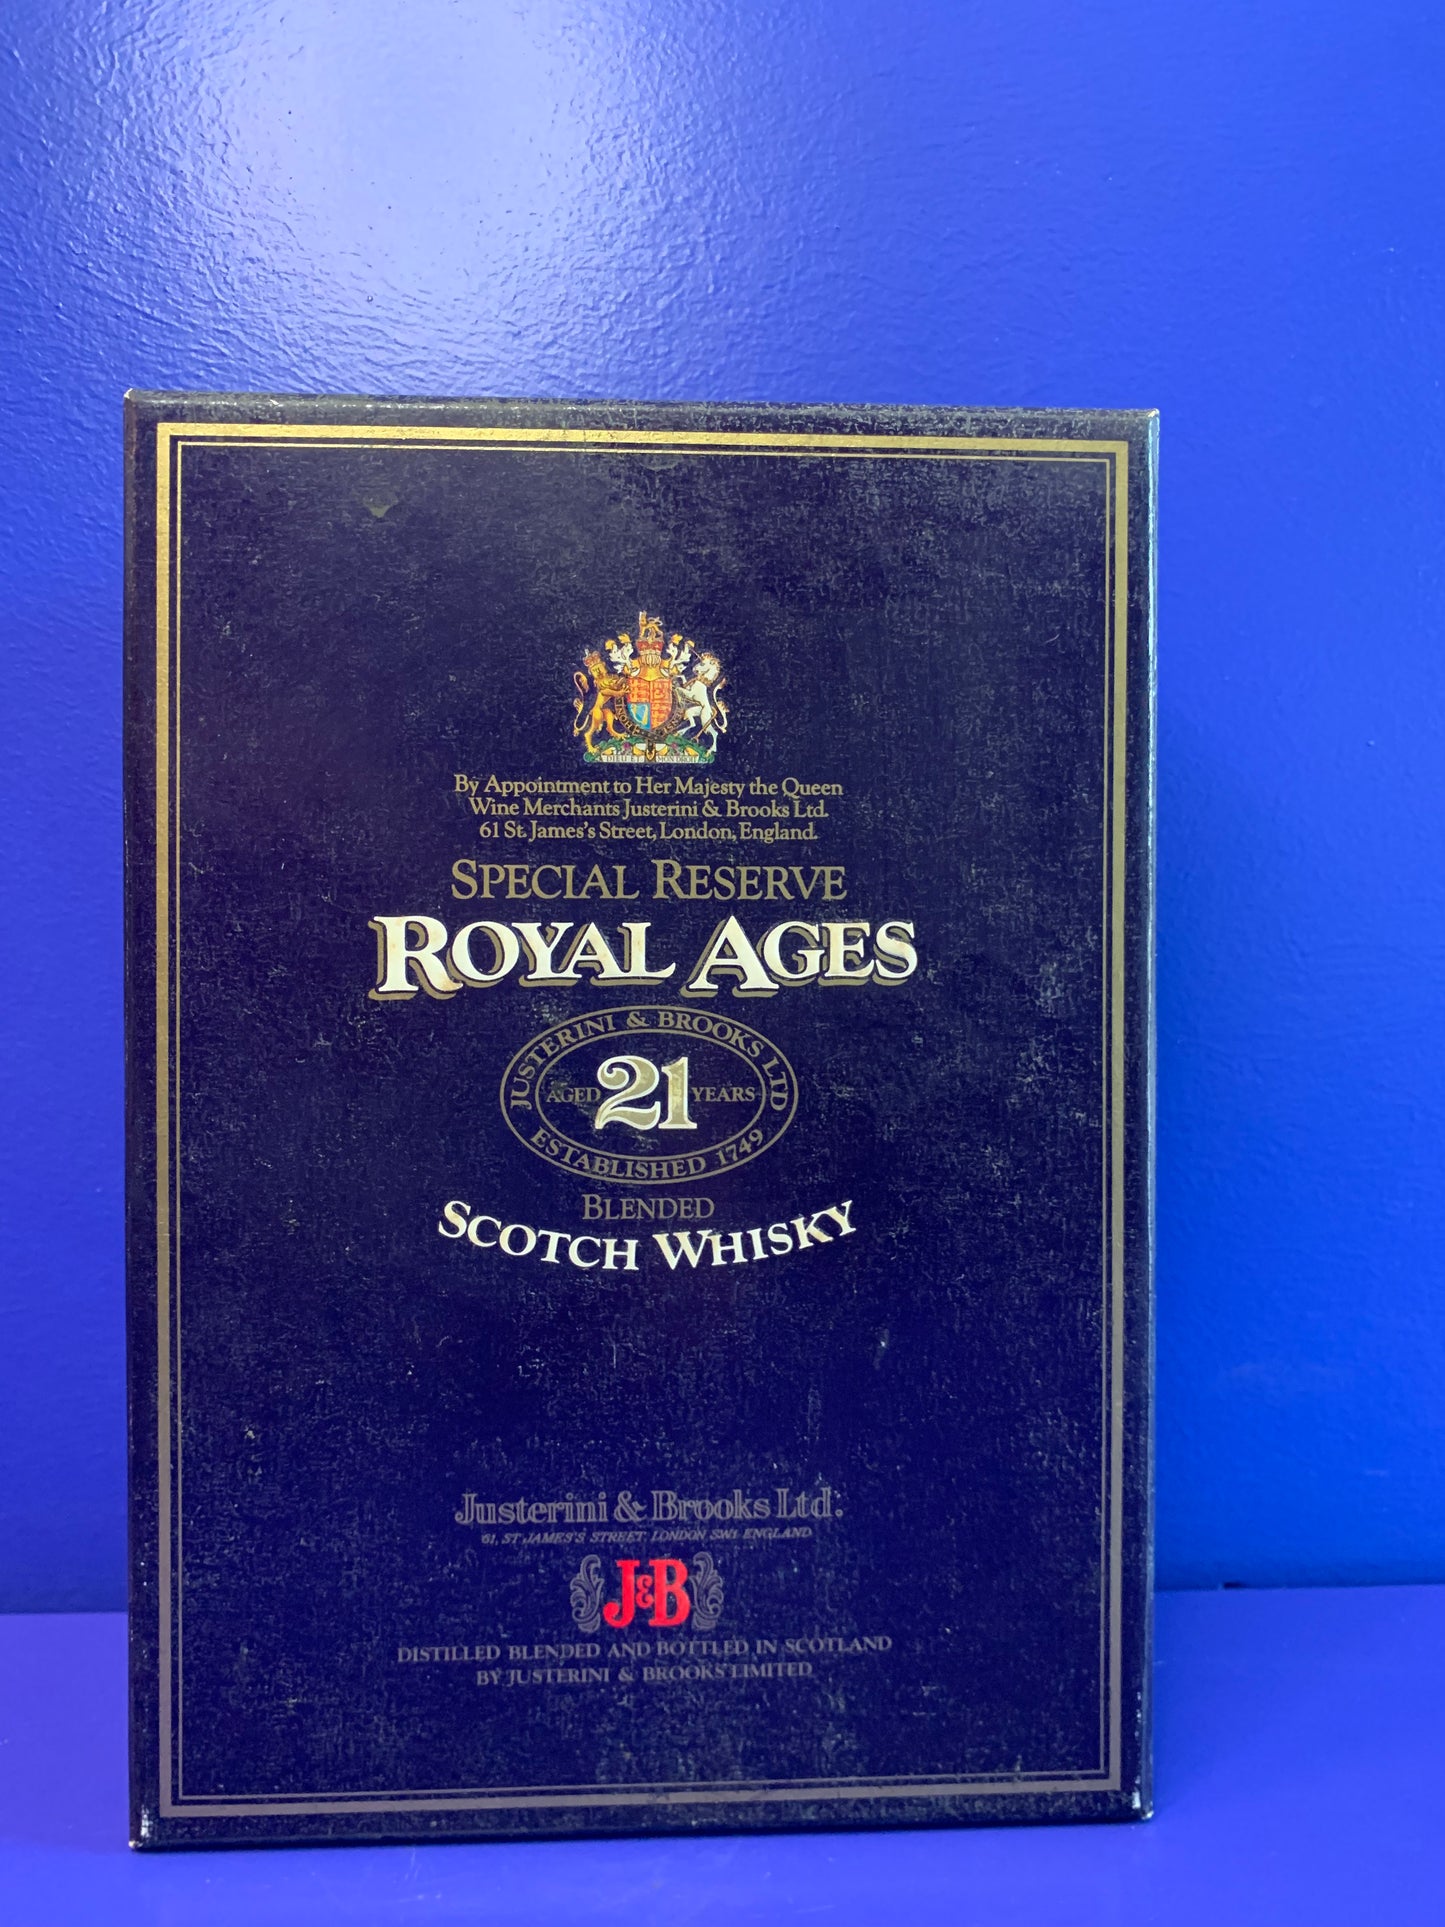 A DIEU ET MON DROIT
By Appointment to Her Majesty the Queen
Wine Merchants Justerini & Brooks Ltd.
61 St. James's Street, London, England.
SPECIAL RESERVE
ROYAL AGES
JUSTERINI & BROOKS LTD
AGED 21 YEARS
ESTABLISHED 1749
BLENDED
SCOTCH WHISKY
Justerini & Brooks Ltd.
61, ST JAMES'S STREET, LONDON SW1 ENGLAND
J&B
DISTILLED BLENDED AND BOTTLED IN SCOTLAND
BY JUSTERINI & BROOKS LIMITED